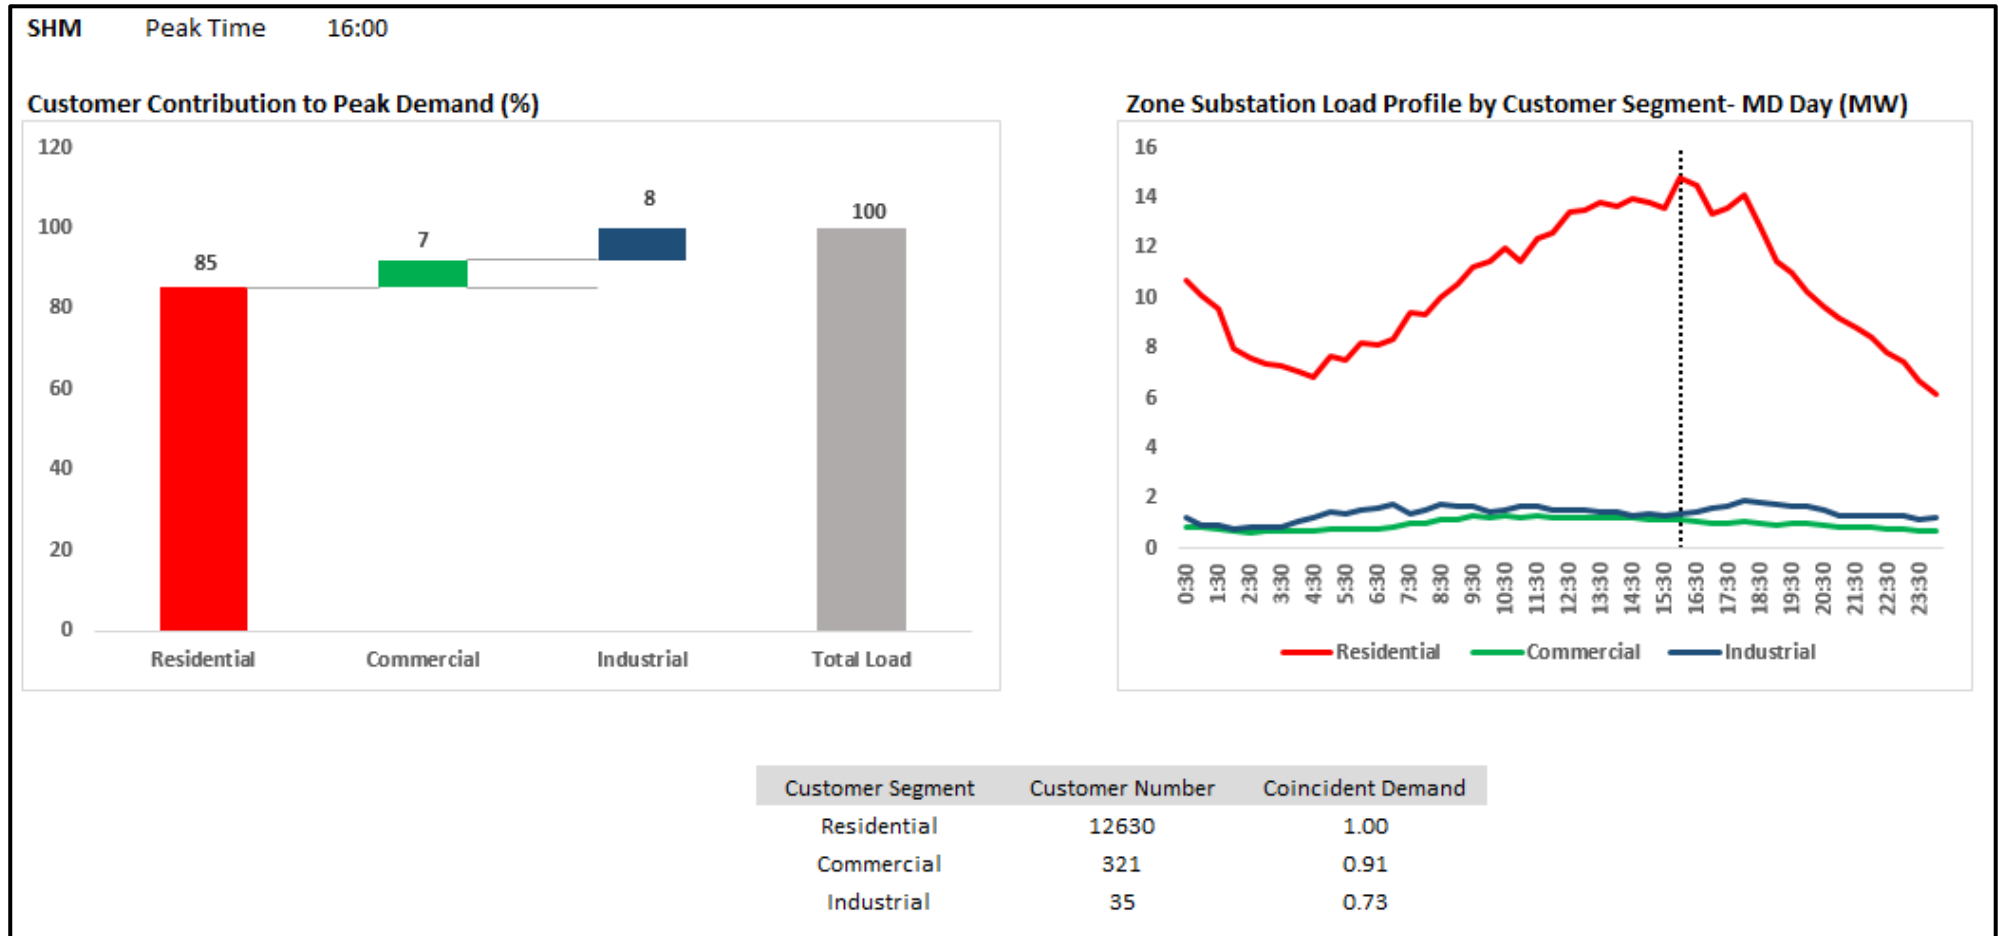 SHM Peak Time 16:00
Customer Contribution to Peak Demand (%)
120
100
80
60
40
20
0
85
7
8
100
Residential Commercial Industrial Total Load
Zone Substation Load Profile by Customer Segment- MD Day (MW)
16
14
12
10
8
6
4
2
0
0:30 1:30 2:30 3:30 4:30 5:30 6:30 7:30 8:30 9:30 10:30 11:30 12:30 13:30 14:30 15:30 16:30 17:30 18:30 19:30 20:30 21:30 22:30 23:30
Residential Commercial Industrial
Customer Segment Customer Number Coincident Demand
Residential 12630 1.00
Commercial 321 0.91
Industrial 35 0.73